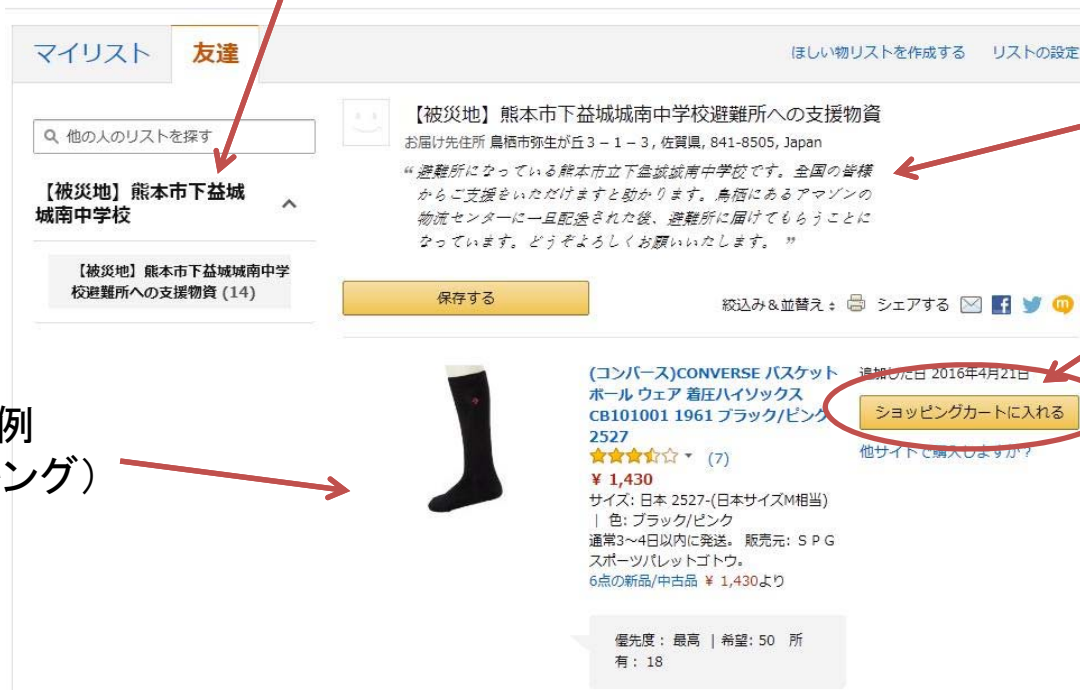 マイリスト 友達
ほしい物リストを作成する リストの設定
他の人のリストを探す
【被災地】熊本市下益城
城南中学校
【被災地】熊本市下益城城南中学
校避難所への支援物資 (14)
【被災地】熊本市下益城城南中学校避難所への支援物資
お届け先住所 鳥栖市弥生が丘3－1－3, 佐賀県, 841-8505, Japan
“ 避難所になっている熊本市立下益城城南中学校です。全国の皆様
からご支援をいただけますと助かります。鳥栖にあるアマゾンの
物流センターに一旦配送された後、避難所に届けてもらうことに
なっています。どうぞよろしくお願いいたします。 ”
保存する
絞込み＆並替え： シェアする
例
ング）
(コンバース)CONVERSE バスケット
ボール ウェア 着圧ハイソックス
CB101001 1961 ブラック/ピンク
2527
(7)
¥ 1,430
サイズ: 日本 2527-(日本サイズM相当)
| 色: ブラック/ピンク
通常3～4日以内に発送。 販売元: ＳＰＧ
スポーツパレットゴトウ。
6点の新品/中古品 ¥ 1,430より
優先度： 最高 | 希望: 50 所
有： 18
追加した日 2016年4月21日
ショッピングカートに入れる
他サイトで購入しますか？